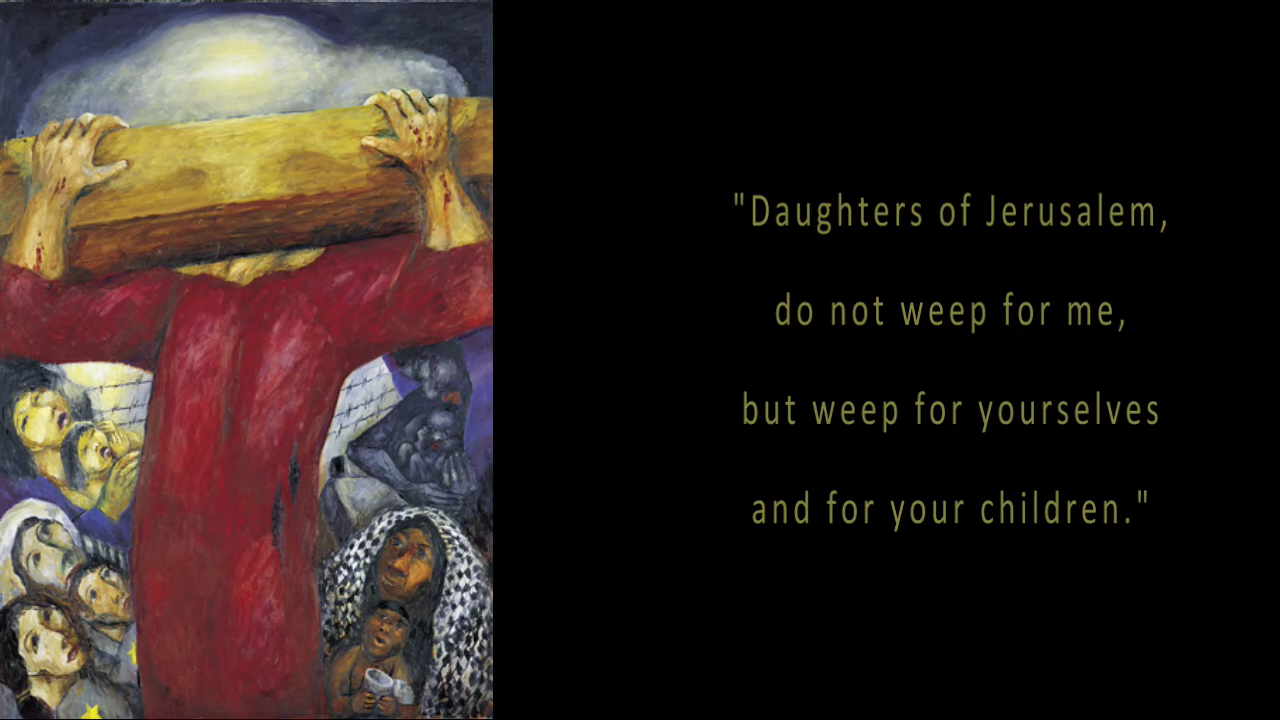 "Daughters of Jerusalem,
do not weep for me,
but weep for yourselves
and for your children."